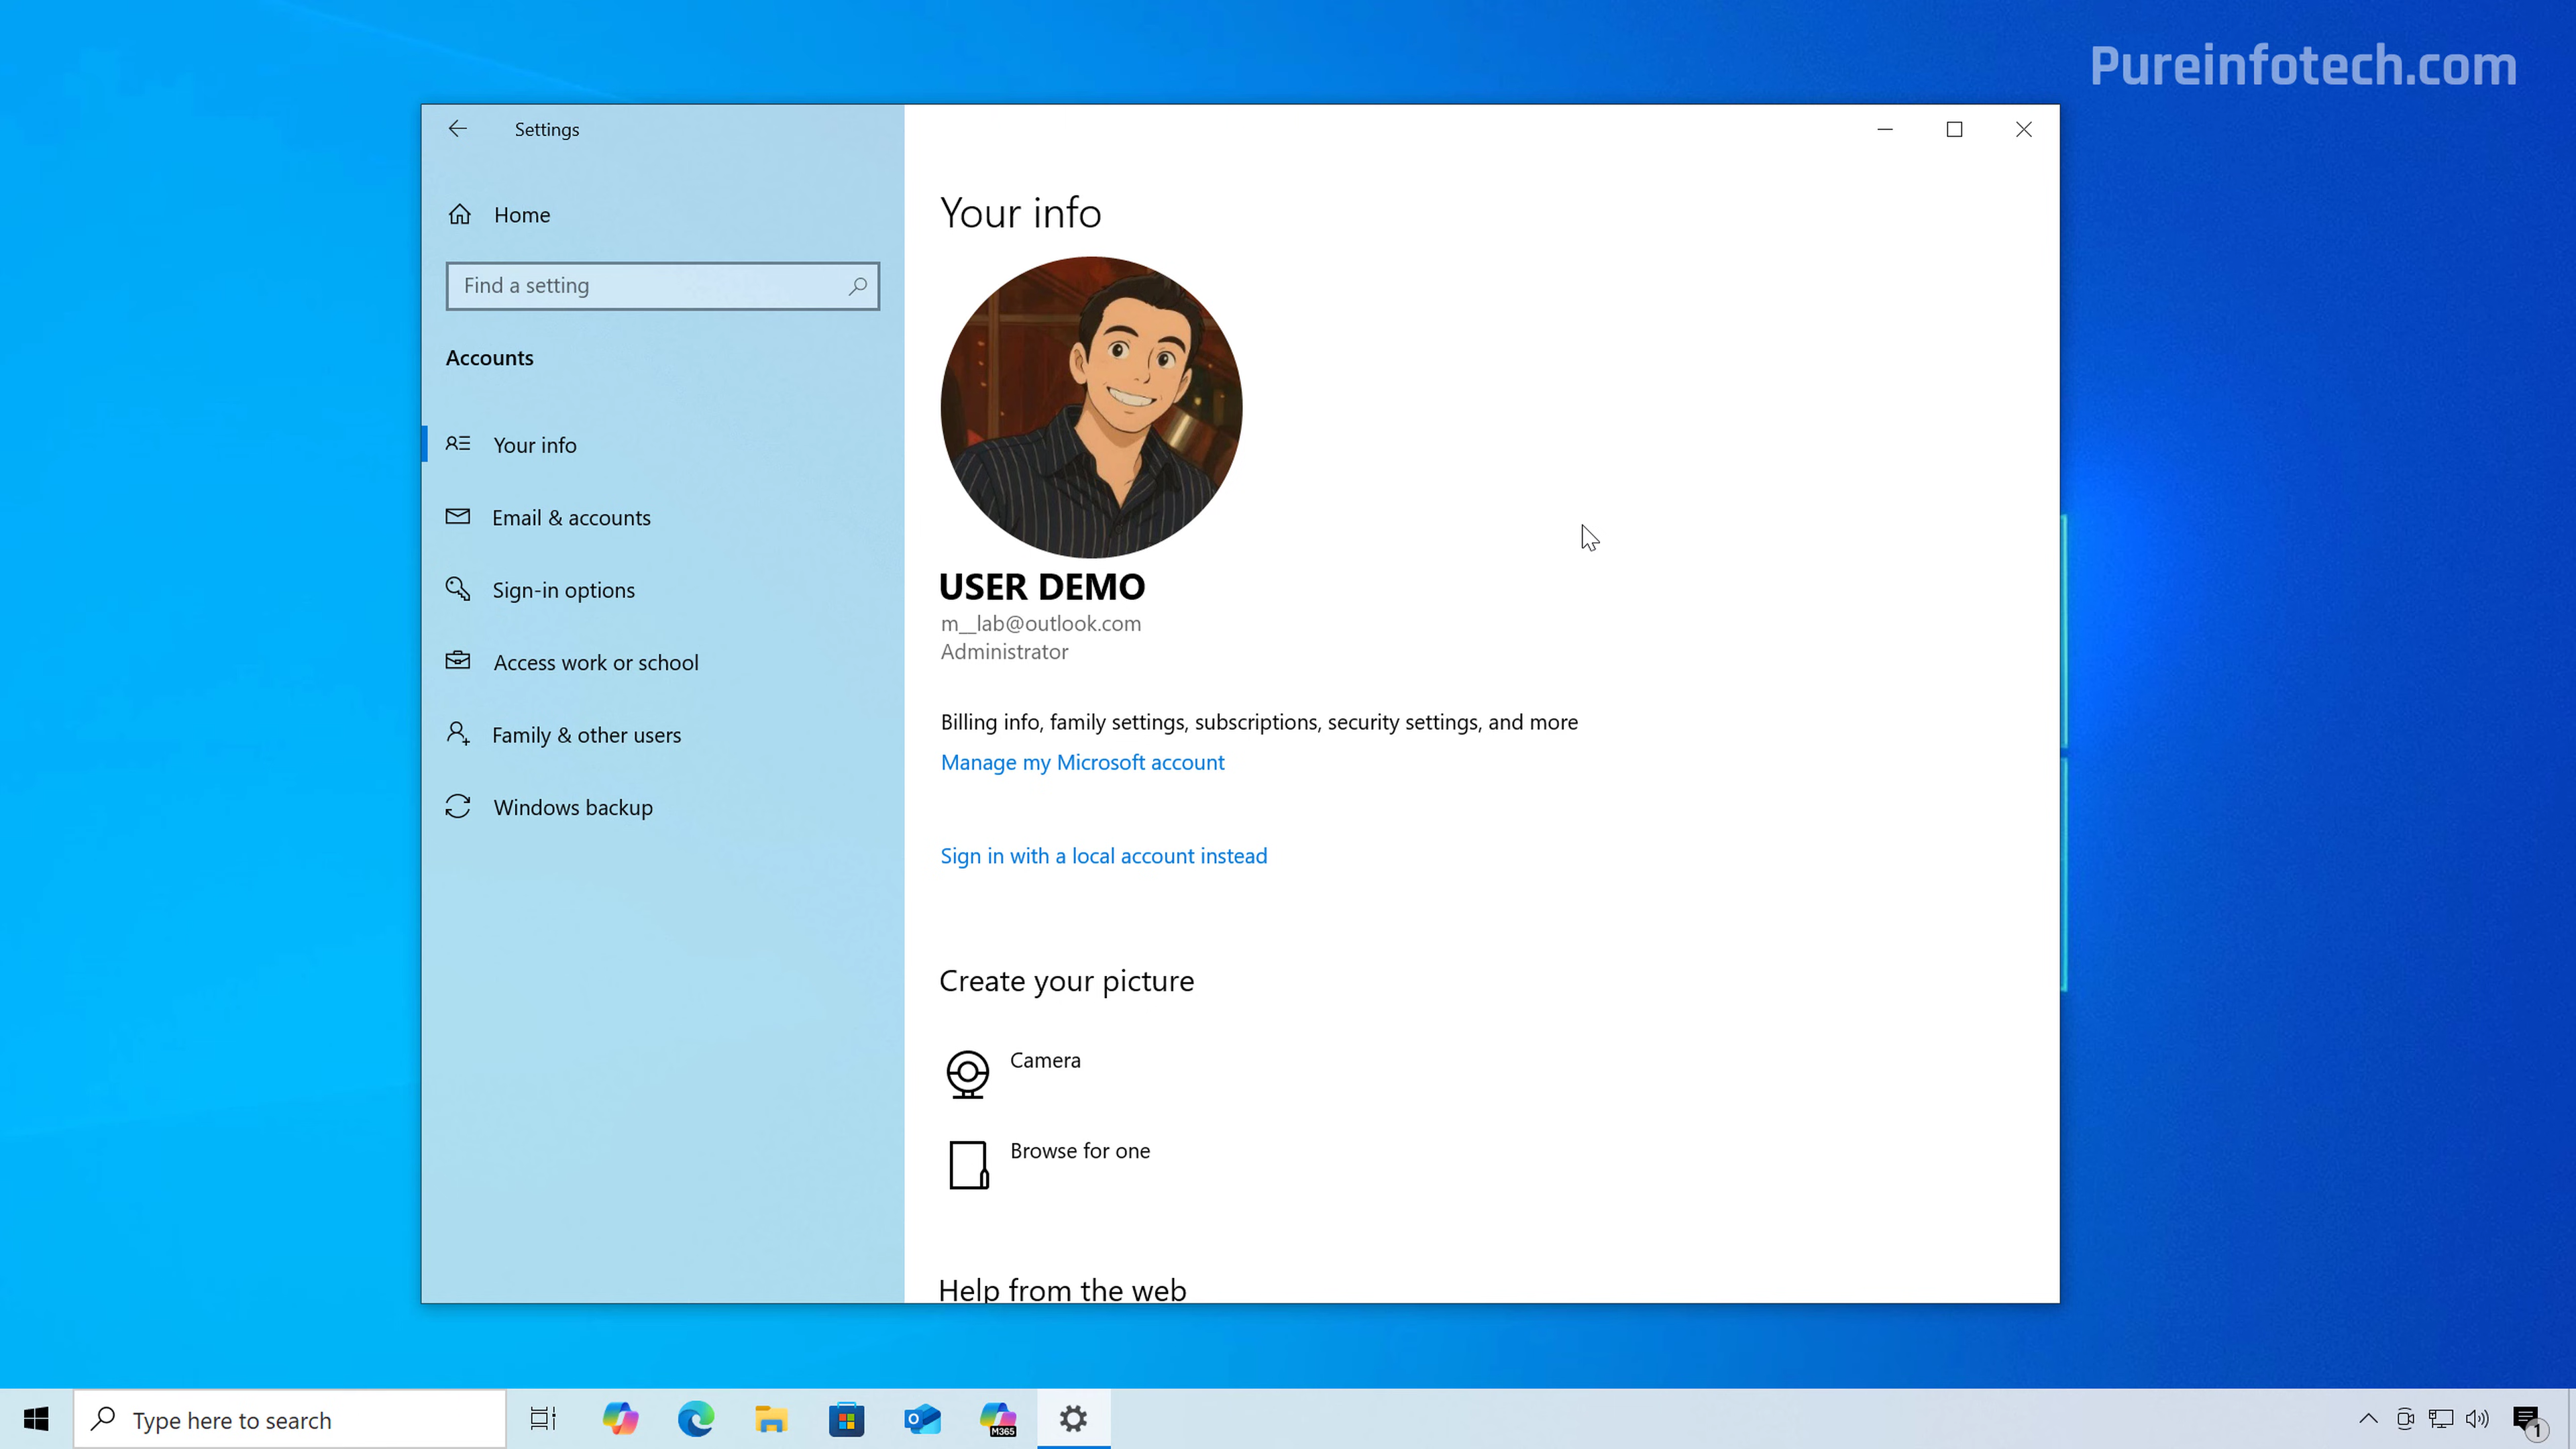 Pureinfotech.com
Settings
Home
Find a setting
Accounts
Your info
Email & accounts
Sign-in options
Access work or school
Family & other users
Windows backup
Your info
USER DEMO
m__lab@outlook.com
Administrator
Billing info, family settings, subscriptions, security settings, and more
Manage my Microsoft account
Sign in with a local account instead
Create your picture
Camera
Browse for one
Help from the web
Type here to search
M365
1